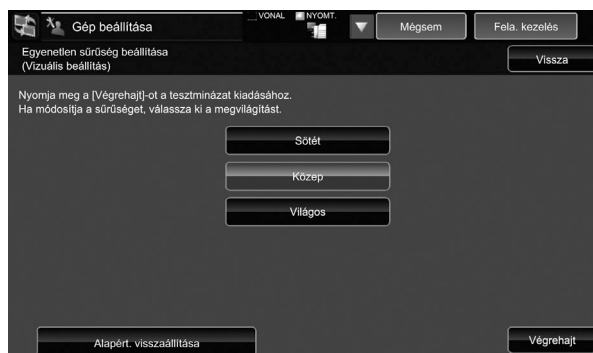 Gép beállítása
VONAL
NYOMT.
Mégsem
Fela. kezelés
Egyenetlen sűrűség beállítása
(Vizuális beállítás)
Vissza
Nyomja meg a [Végrehajt]-ot a tesztminázat kiadásához.
Ha módosítja a sűrűséget, válassza ki a megvilágítást.
Sötét
Közep
Világos
Alapért. visszaállítása
Végrehajt